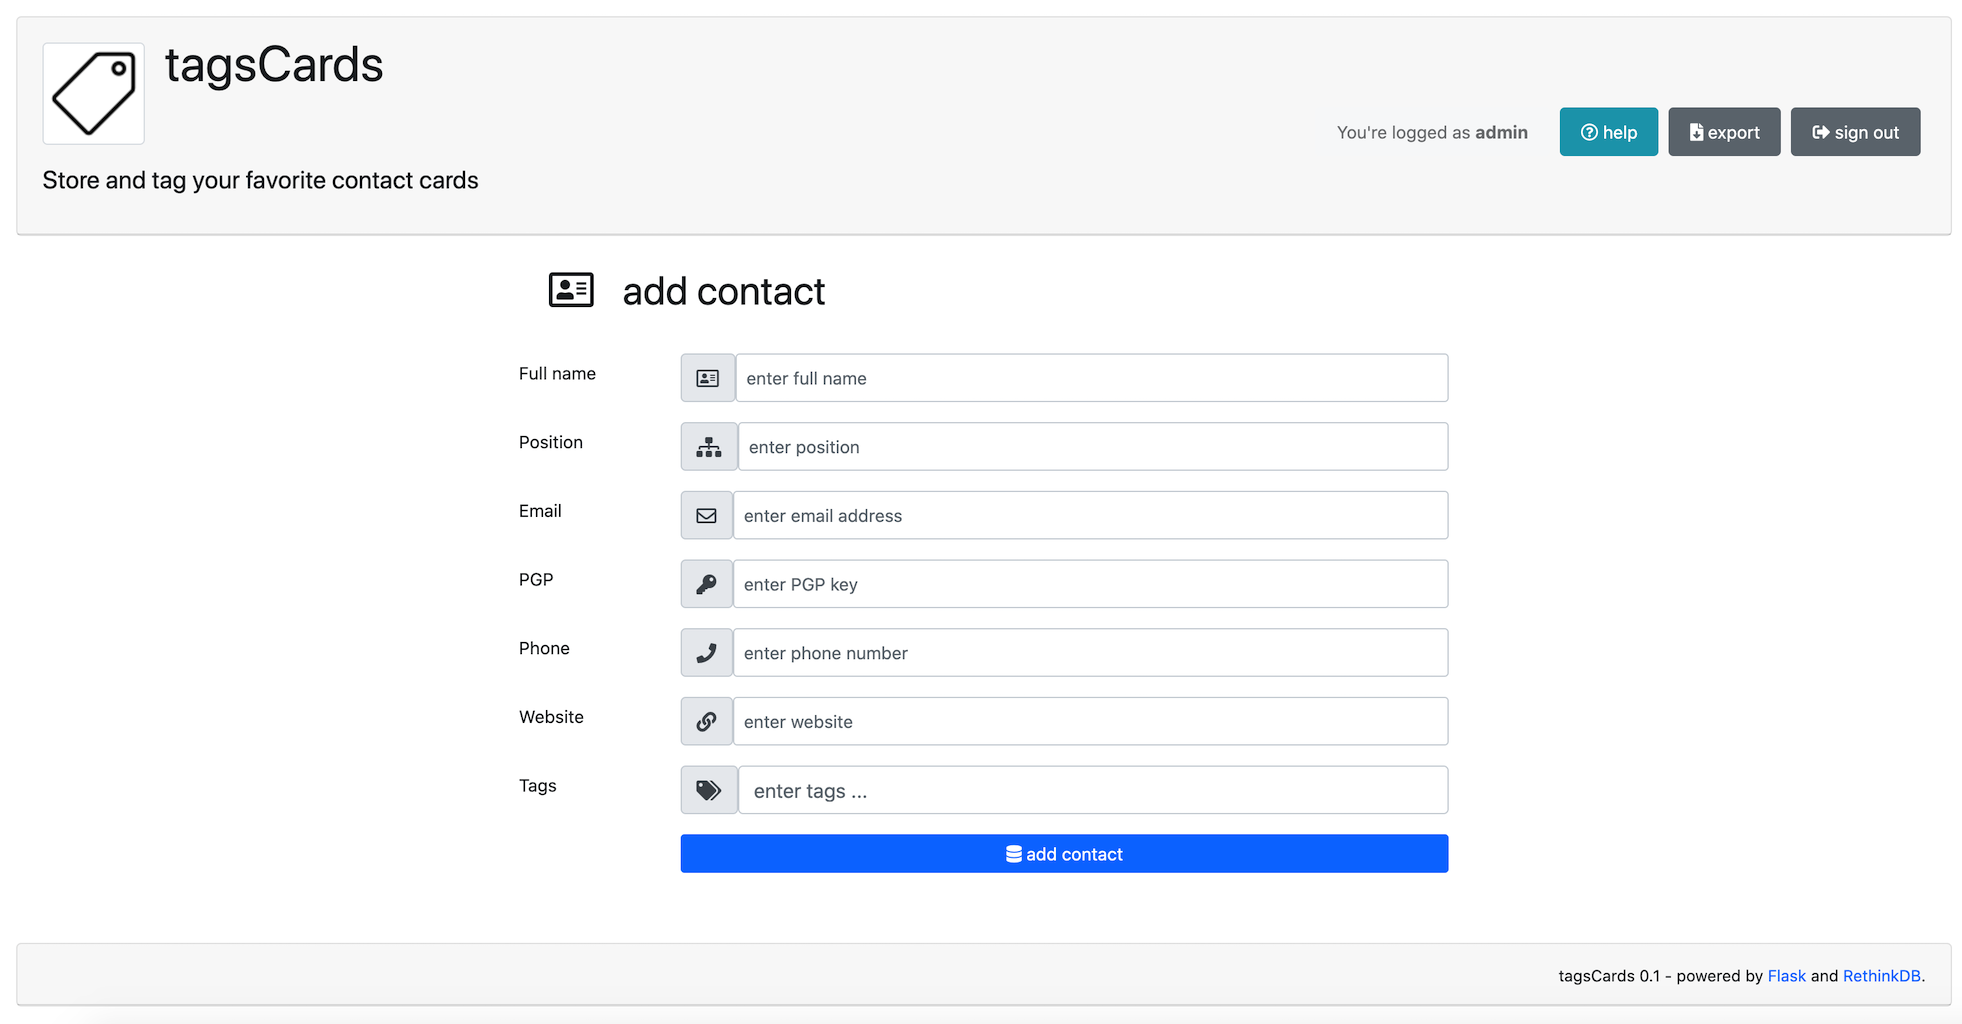 tagsCards
You're logged as admin
help
export
sign out
Store and tag your favorite contact cards
add contact
Full name
enter full name
Position
enter position
Email
enter email address
PGP
enter PGP key
Phone
enter phone number
Website
enter website
Tags
enter tags ...
add contact
tagsCards 0.1 - powered by Flask and RethinkDB.